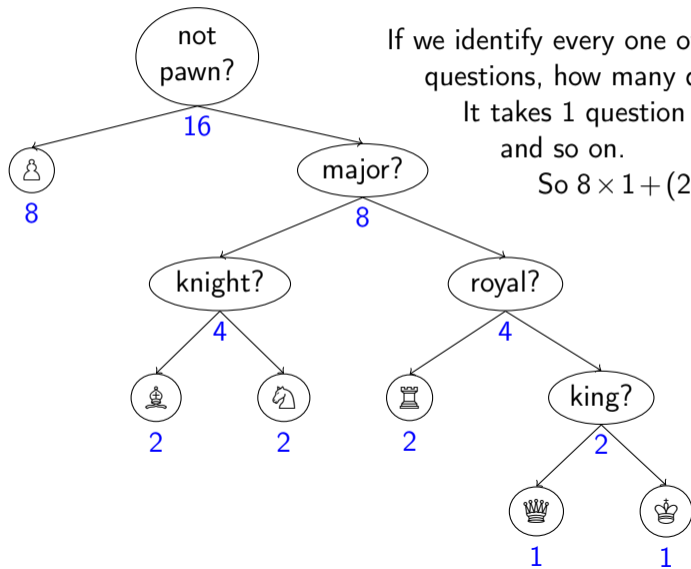 not
pawn?
16
If we identify every one o
questions, how many
It takes 1 question
and so on.
So 8 × 1 + (2
♙
8
major?
8
knight?
4
royal?
4
♗
2
♘
2
♖
2
king?
2
♕
1
♔
1